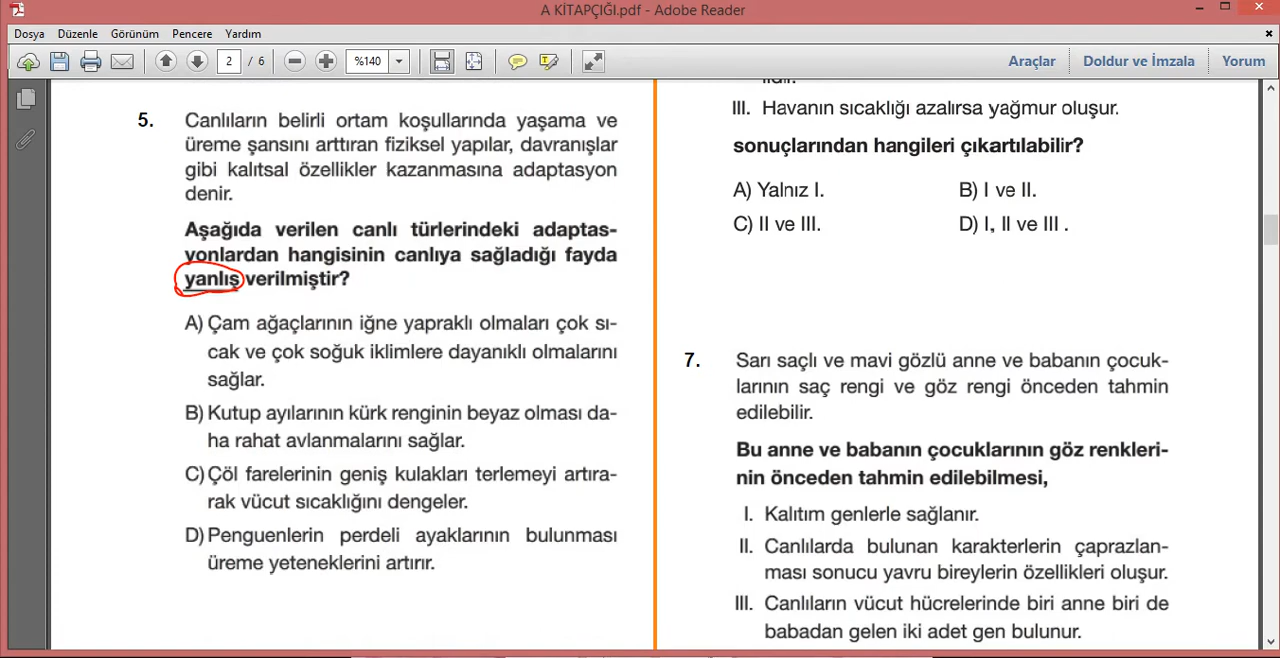 A KİTAPÇIĞI.pdf - Adobe Reader
Dosya Düzenle Görünüm Pencere Yardım
2 / 6 %140 Araçlar Doldur ve İmzala Yorum
5. Canlıların belirli ortam koşullarında yaşama ve
üreme şansını arttıran fiziksel yapılar, davranışlar
gibi kalıtsal özellikler kazanmasına adaptasyon
denir.
Aşağıda verilen canlı türlerindeki adaptas-
yonlardan hangisinin canlıya sağladığı fayda
yanlış verilmiştir?
A) Çam ağaçlarının iğne yapraklı olmaları çok sı-
cak ve çok soğuk iklimlere dayanıklı olmalarını
sağlar.
B) Kutup ayılarının kürk renginin beyaz olması da-
ha rahat avlanmalarını sağlar.
C) Çöl farelerinin geniş kulakları terlemeyi artıra-
rak vücut sıcaklığını dengeler.
D) Penguenlerin perdeli ayaklarının bulunması
üreme yeteneklerini artırır.
III. Havanın sıcaklığı azalırsa yağmur oluşur.
sonuçlarından hangileri çıkartılabilir?
A) Yalnız I. B) I ve II.
C) II ve III. D) I, II ve III .
7. Sarı saçlı ve mavi gözlü anne ve babanın çocuk-
larının saç rengi ve göz rengi önceden tahmin
edilebilir.
Bu anne ve babanın çocuklarının göz renkleri-
nin önceden tahmin edilebilmesi,
I. Kalıtım genlerle sağlanır.
II. Canlılarda bulunan karakterlerin çaprazlan-
ması sonucu yavru bireylerin özellikleri oluşur.
III. Canlıların vücut hücrelerinde biri anne biri de
babadan gelen iki adet gen bulunur.